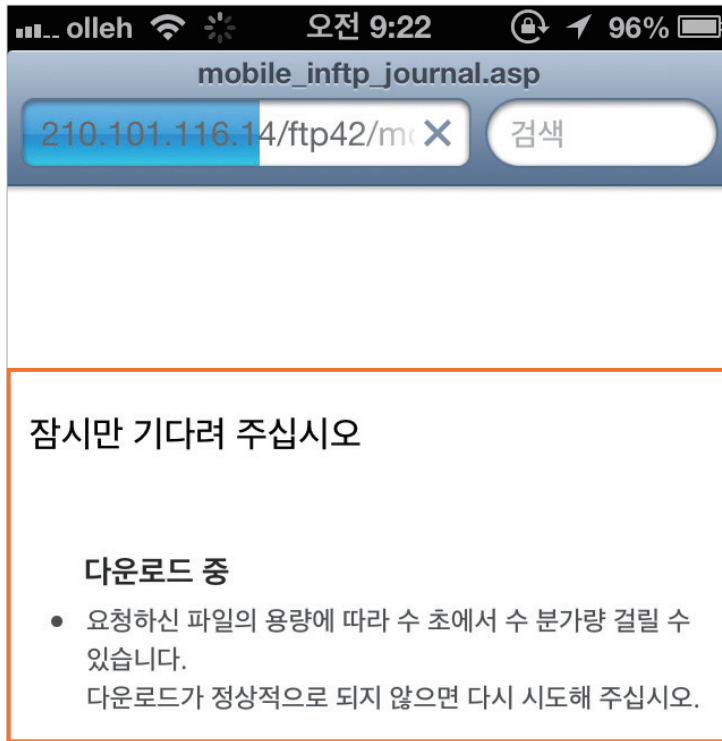 olleh 오전 9:22 96%
mobile_inftp_journal.asp
210.101.116.14/ftp42/m 검색
잠시만 기다려 주십시오
다운로드 중
● 요청하신 파일의 용량에 따라 수 초에서 수 분가량 걸릴 수
있습니다.
다운로드가 정상적으로 되지 않으면 다시 시도해 주십시오.